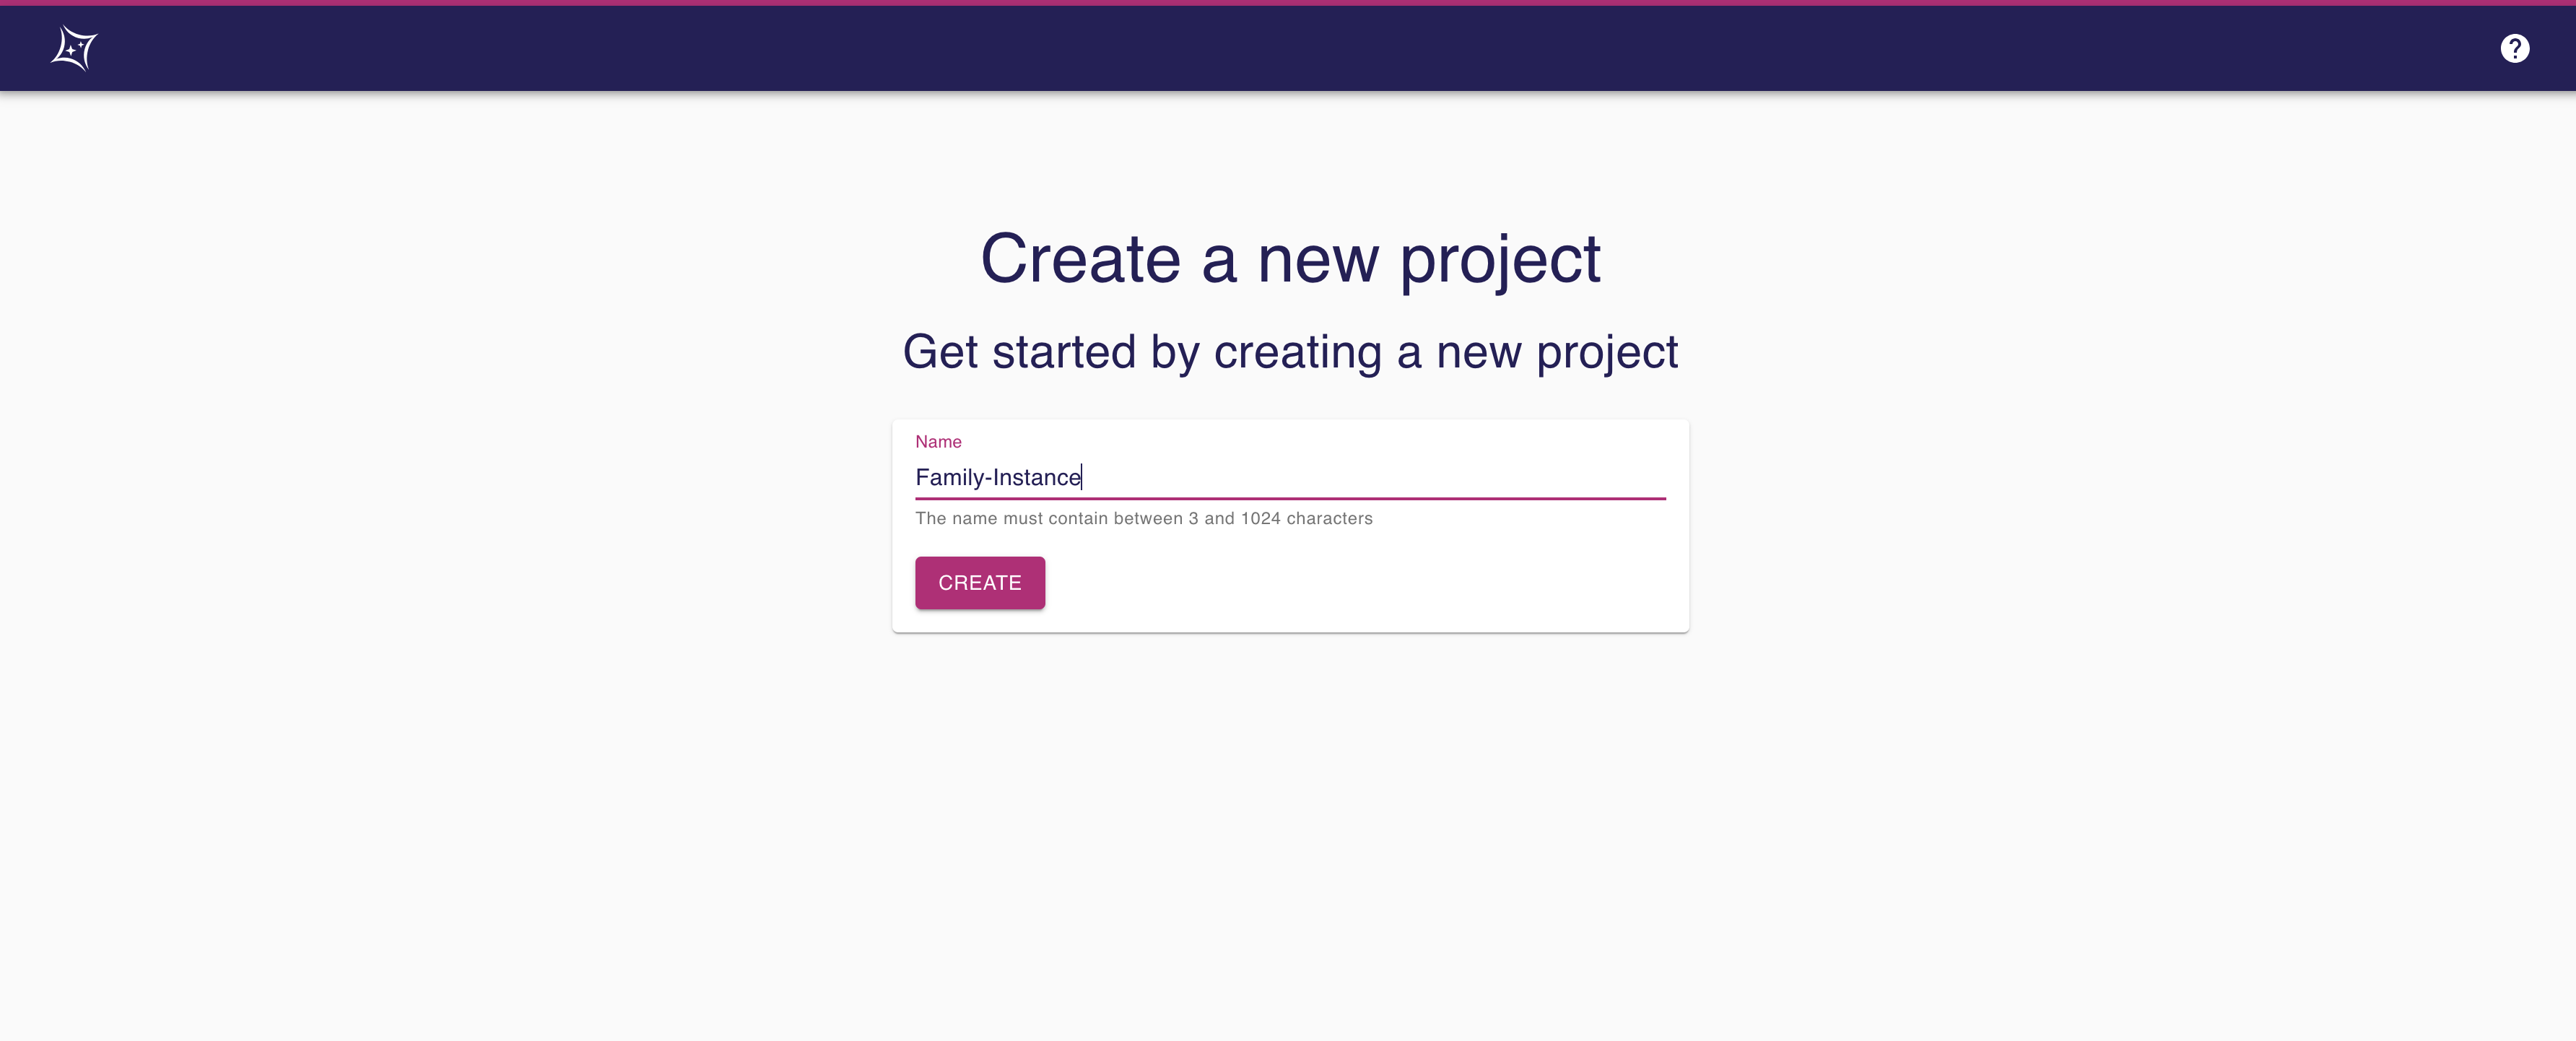 Create a new project
Get started by creating a new project
Name
Family-Instance
The name must contain between 3 and 1024 characters
CREATE